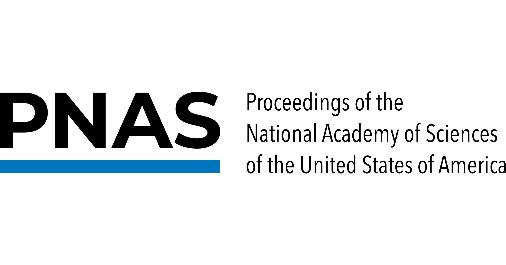 PNAS
Proceedings of the
National Academy of Sciences
of the United States of America